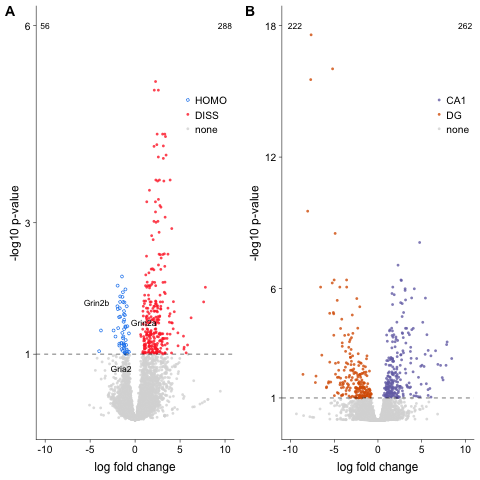 A
56
288
6
3
1
-log10 p-value
HOMO
DISS
none
Grin2b
Grin2a
Gria2
-10
-5
0
5
10
log fold change
B
222
262
18
12
6
1
-log10 p-value
CA1
DG
none
-10
-5
0
5
10
log fold change